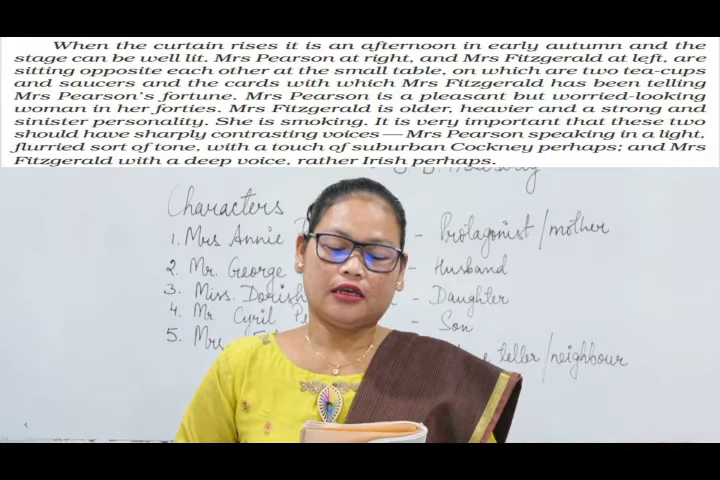 When the curtain rises it is an afternoon in early autumn and the
stage can be well lit. Mrs Pearson at right, and Mrs Fitzgerald at left, are
sitting opposite each other at the small table, on which are two tea-cups
and saucers and the cards with which Mrs Fitzgerald has been telling
Mrs Pearson's fortune. Mrs Pearson is a pleasant but worried-looking
woman in her forties. Mrs Fitzgerald is older, heavier and a strong and
sinister personality. She is smoking. It is very important that these two
should have sharply contrasting voices — Mrs Pearson speaking in a light,
flurried sort of tone, with a touch of suburban Cockney perhaps; and Mrs
Fitzgerald with a deep voice, rather Irish perhaps.
Characters
1. Mrs Annie - Protagonist/mother
2. Mr. George - Husband
3. Miss. Doris - Daughter
4. Mr Cyril Pe - Son
5. Mrs teller/neighbour